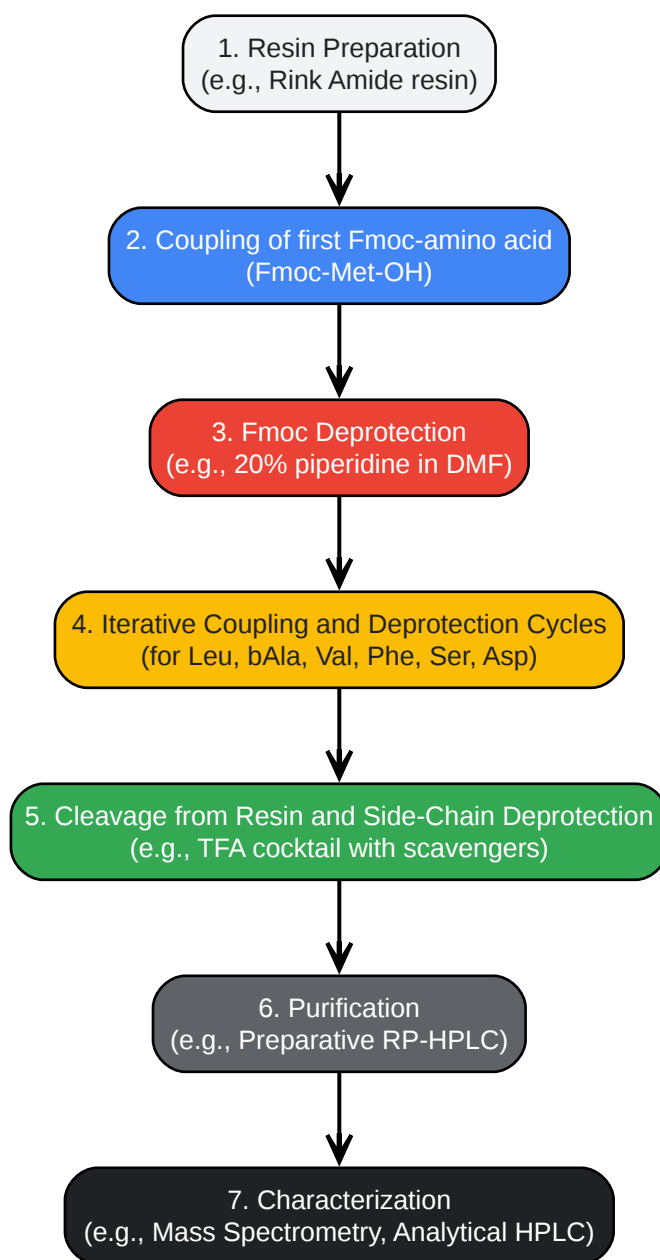 1. Resin Preparation
(e.g., Rink Amide resin)
2. Coupling of first Fmoc-amino acid
(Fmoc-Met-OH)
3. Fmoc Deprotection
(e.g., 20% piperidine in DMF)
4. Iterative Coupling and Deprotection Cycles
(for Leu, bAla, Val, Phe, Ser, Asp)
5. Cleavage from Resin and Side-Chain Deprotection
(e.g., TFA cocktail with scavengers)
6. Purification
(e.g., Preparative RP-HPLC)
7. Characterization
(e.g., Mass Spectrometry, Analytical HPLC)